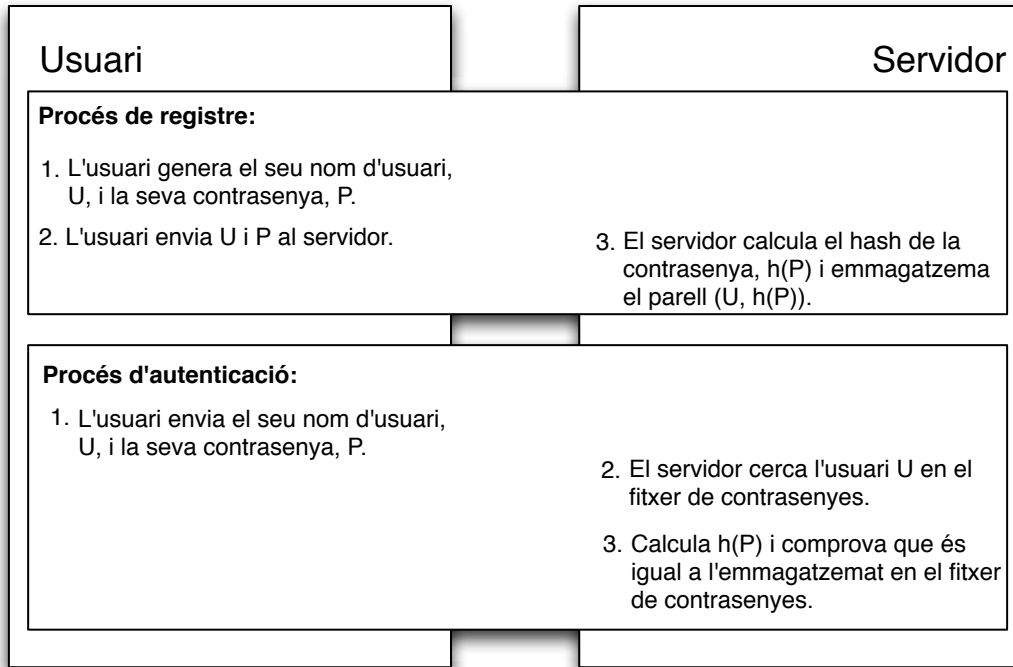 Usuari
Servidor
Procés de registre:
1. L'usuari genera el seu nom d'usuari,
U, i la seva contrasenya, P.
2. L'usuari envia U i P al servidor.
3. El servidor calcula el hash de la
contrasenya, h(P) i emmagatzema
el parell (U, h(P)).
Procés d'autenticació:
1. L'usuari envia el seu nom d'usuari,
U, i la seva contrasenya, P.
2. El servidor cerca l'usuari U en el
fitxer de contrasenyes.
3. Calcula h(P) i comprova que és
igual a l'emmagatzemat en el fitxer
de contrasenyes.